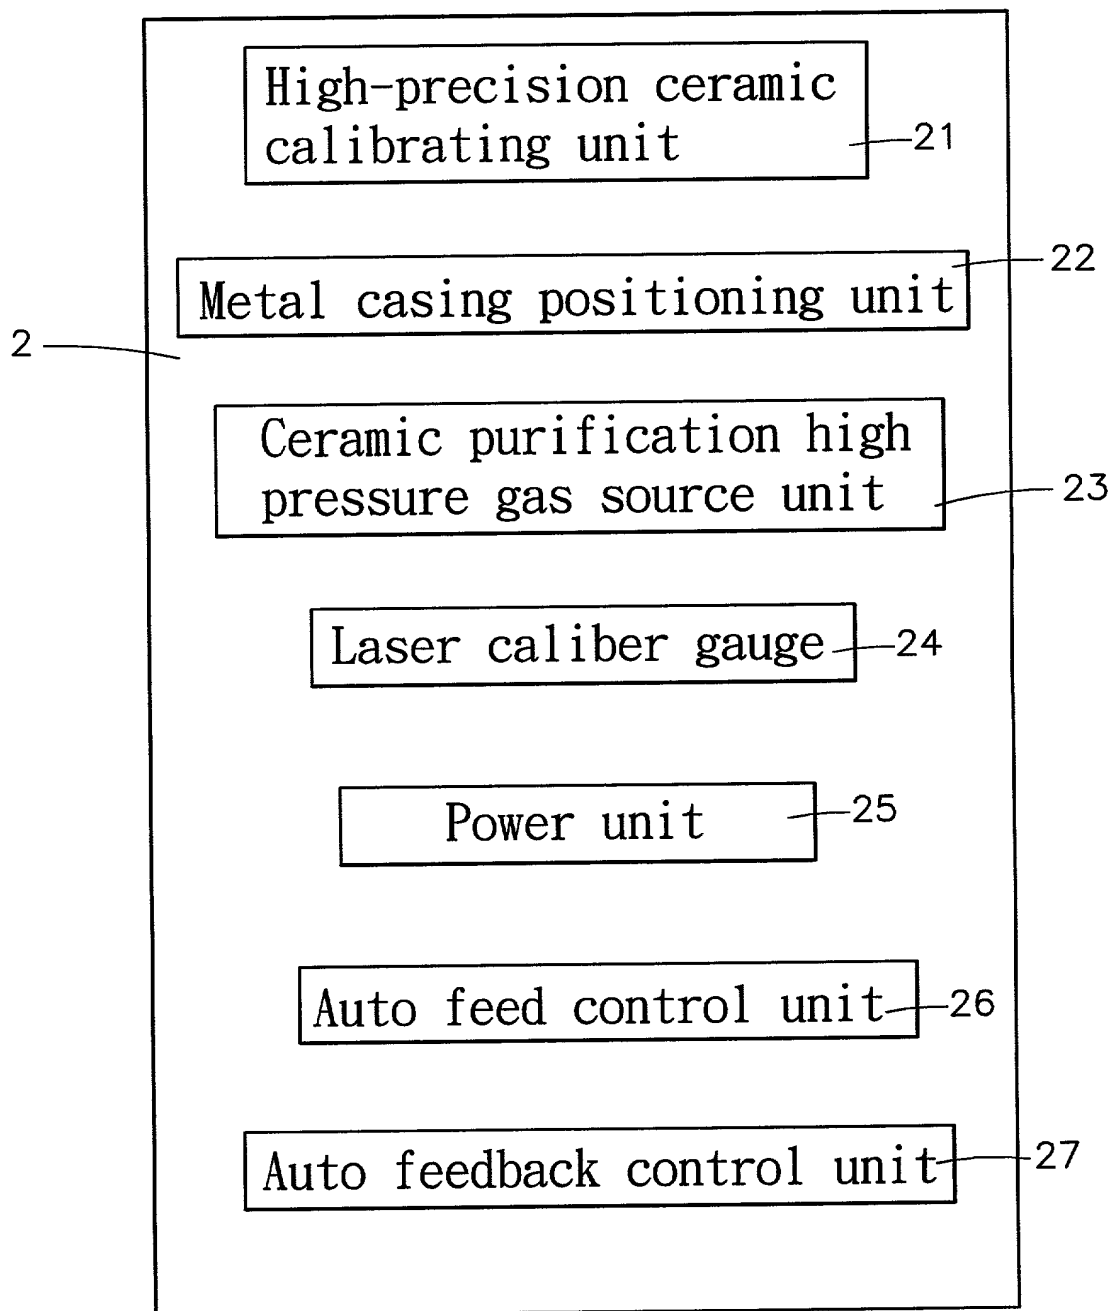 High-precision ceramic
calibrating unit
21
Metal casing positioning unit
22
2
Ceramic purification high
pressure gas source unit
23
Laser caliber gauge
24
Power unit
25
Auto feed control unit
26
Auto feedback control unit
27